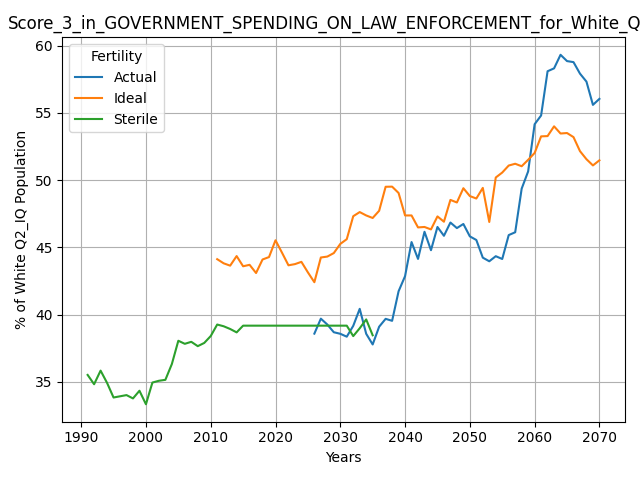 Score_3_in_GOVERNMENT_SPENDING_ON_LAW_ENFORCEMENT_for_White_Q
Fertility
Actual
Ideal
Sterile
% of White Q2_IQ Population
60
55
50
45
40
35
1990 2000 2010 2020 2030 2040 2050 2060 2070
Years